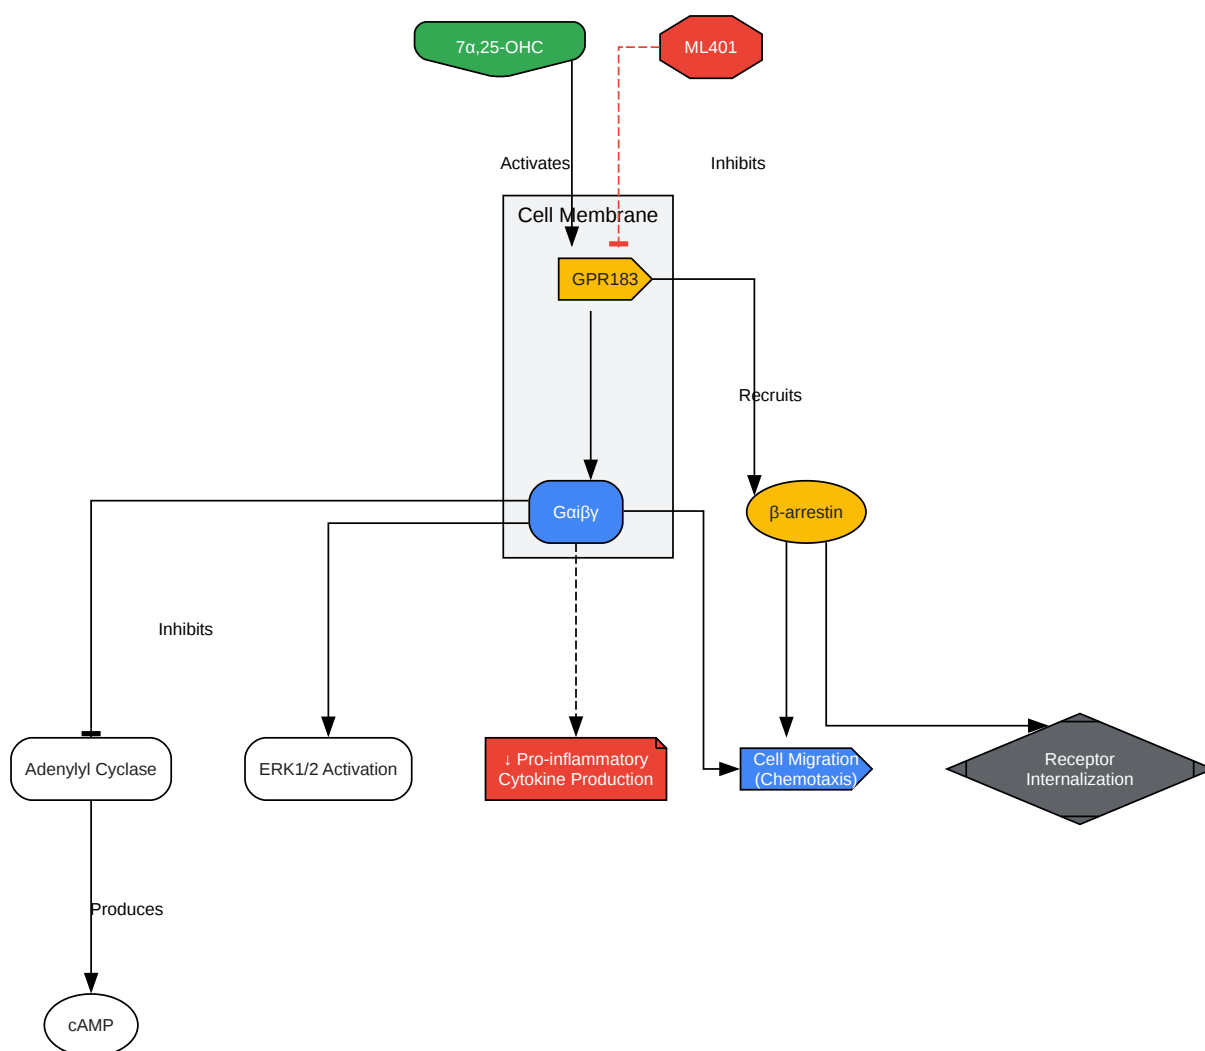 7α,25-OHC
ML401
Activates
Inhibits
Cell Membrane
GPR183
Recruits
Gαiβγ
β-arrestin
Inhibits
Adenylyl Cyclase
ERK1/2 Activation
↓ Pro-inflammatory
Cytokine Production
Cell Migration
(Chemotaxis)
Receptor
Internalization
Produces
cAMP